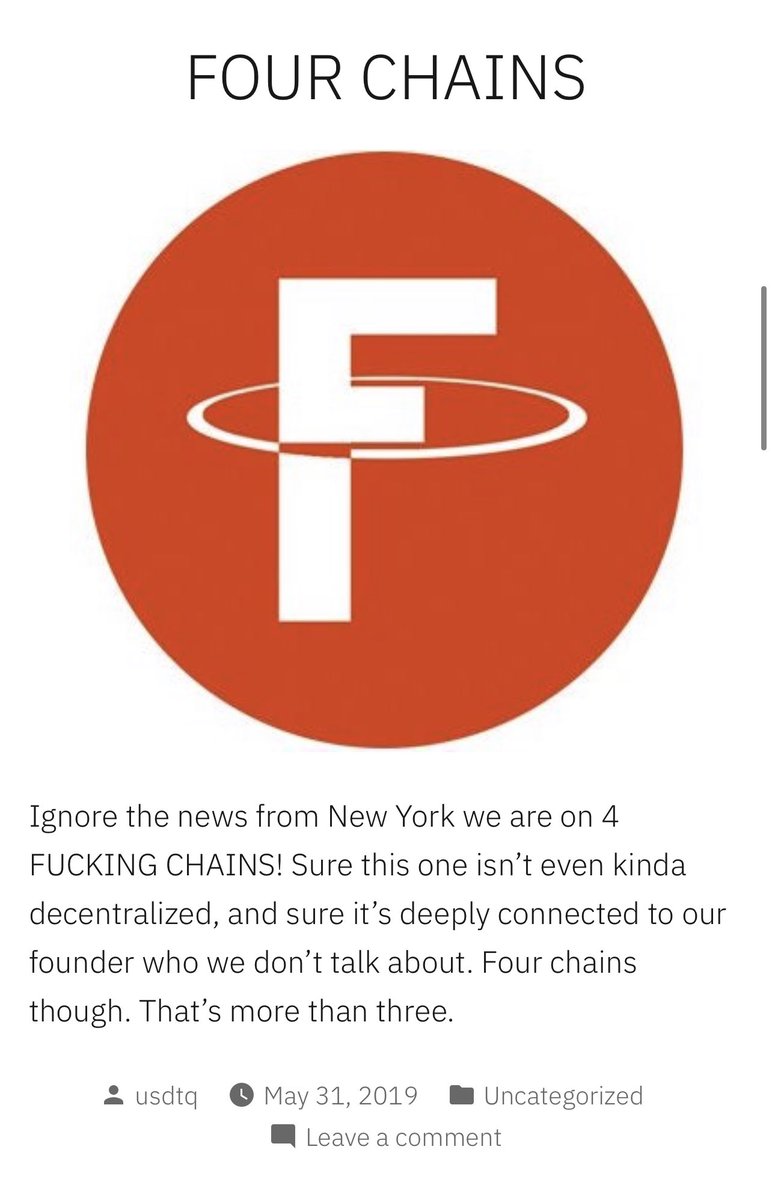 FOUR CHAINS
F
Ignore the news from New York we are on 4
FUCKING CHAINS! Sure this one isn’t even kinda
decentralized, and sure it’s deeply connected to our
founder who we don’t talk about. Four chains
though. That’s more than three.
usdtq May 31, 2019 Uncategorized
Leave a comment